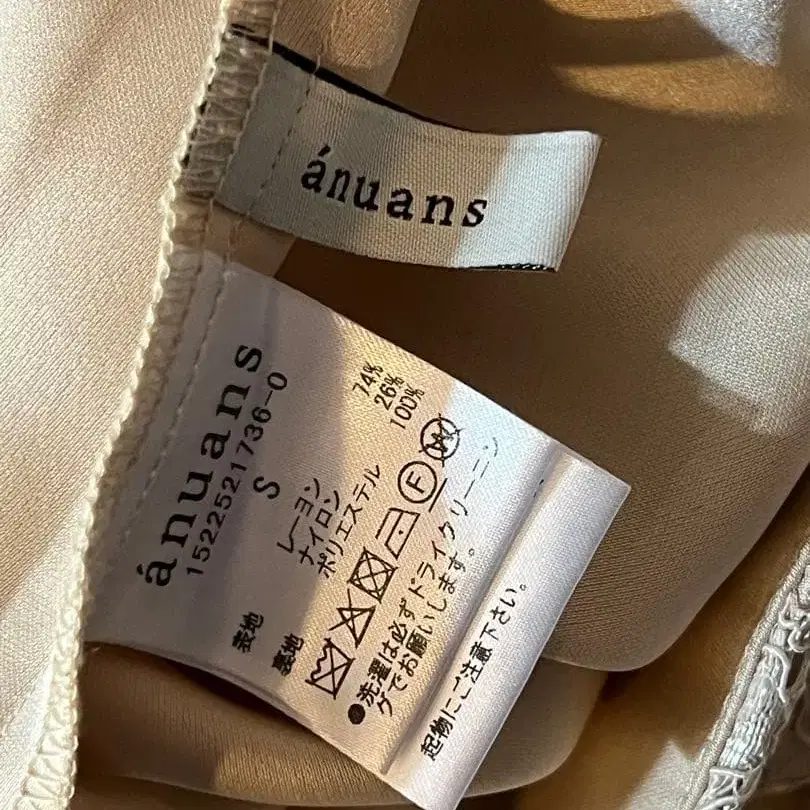 ánuans
ánuans
15225521736-0
S
表地 レーヨン 74%
ナイロン 26%
裏地 ポリエステル 100%
F W
●洗濯は必ずドライクリーニン
グでお願いします。
起物にご注意下さい。